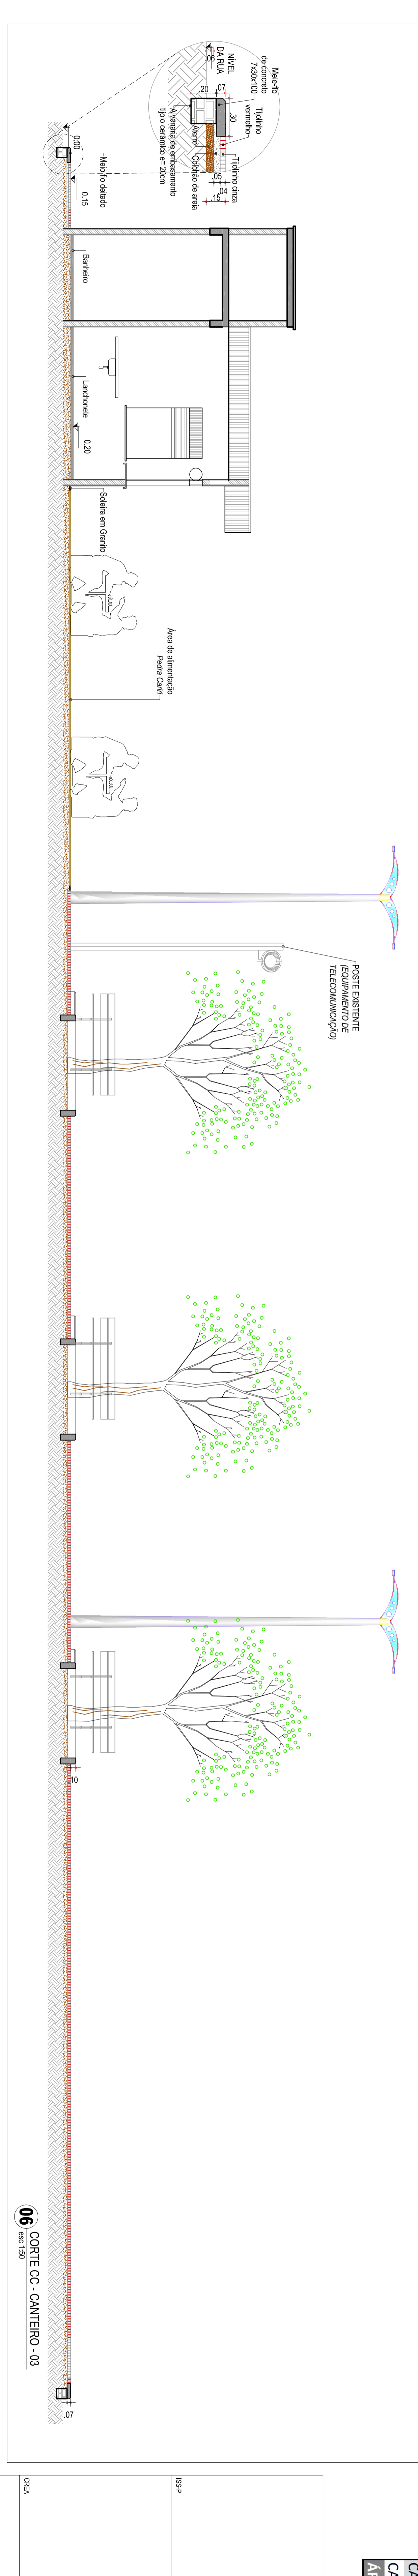 Meio-fio
de concreto
7x30x100
Tijolinho
vermelho
Tijolinho cinza
NÍVEL
DA RUA
.05
.20
.07
.30
.05
.04
.15
Aterro
Colchão de areia
Alvenaria de embasamento
tijolo cerâmico e= 20cm
0.00
0.15
Meio fio deitado
Banheiro
Lanchonete
0.20
Soleira em Granito
Área de alimentação
Pedra Cariri
POSTE EXISTENTE
(EQUIPAMENTO DE
TELECOMUNICAÇÃO)
.10
.07
06
CORTE CC - CANTEIRO - 03
esc 1:50
ISS-P
CREA
CA
ÁR